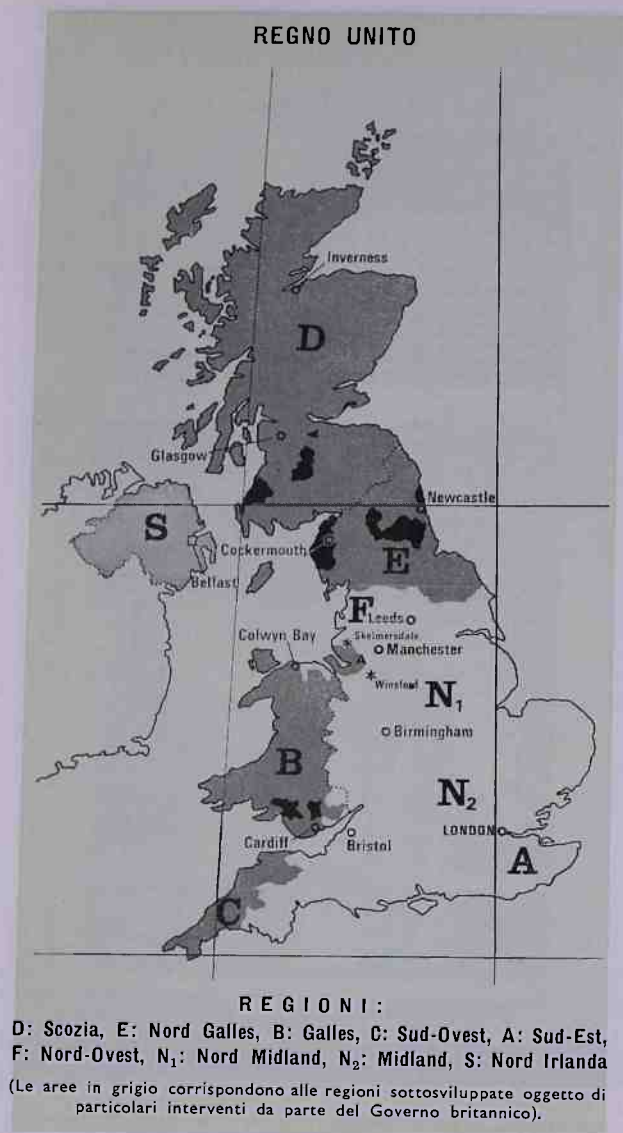 REGNO UNITO
Inverness
D
Glasgow
Newcastle
S
Cockermouth
E
Belfast
F
Leeds
Skelmersdale
Colwyn Bay
Manchester
Winsford
N₁
Birmingham
B
N₂
LONDON
Cardiff
Bristol
A
C
REGIONI:
D: Scozia, E: Nord Galles, B: Galles, C: Sud-Ovest, A: Sud-Est,
F: Nord-Ovest, N₁: Nord Midland, N₂: Midland, S: Nord Irlanda
(Le aree in grigio corrispondono alle regioni sottosviluppate oggetto di
particolari interventi da parte del Governo britannico).